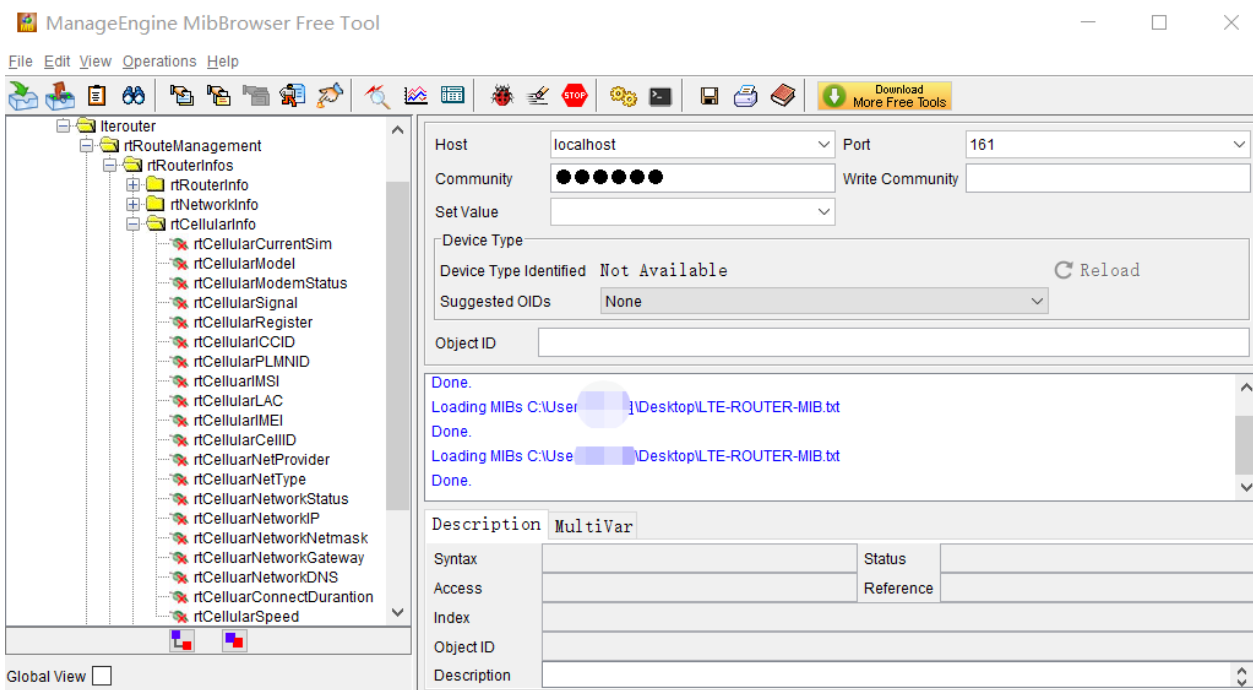 ManageEngine MibBrowser Free Tool
File Edit View Operations Help
STOP
Download
More Free Tools
lterouter
rtRouteManagement
rtRouterInfos
rtRouterInfo
rtNetworkInfo
rtCellularInfo
rtCellularCurrentSim
rtCellularModel
rtCellularModemStatus
rtCellularSignal
rtCellularRegister
rtCellularICCID
rtCellularPLMNID
rtCelluarIMSI
rtCellularLAC
rtCellularIMEI
rtCellularCellID
rtCelluarNetProvider
rtCelluarNetType
rtCelluarNetworkStatus
rtCelluarNetworkIP
rtCelluarNetworkNetmask
rtCelluarNetworkGateway
rtCelluarNetworkDNS
rtCelluarConnectDurantion
rtCellularSpeed
Global View
Host localhost Port 161
Community ●●●●●● Write Community
Set Value
Device Type
Device Type Identified Not Available Reload
Suggested OIDs None
Object ID
Done.
Loading MIBs C:\User \Desktop\LTE-ROUTER-MIB.txt
Done.
Loading MIBs C:\Use \Desktop\LTE-ROUTER-MIB.txt
Done.
Description MultiVar
Syntax Status
Access Reference
Index
Object ID
Description